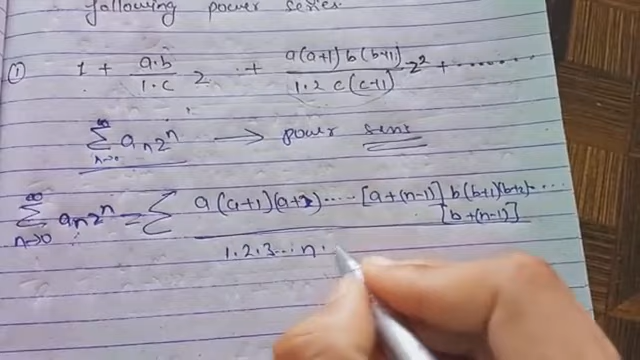 following power series.
① 1 + a.b/1.c z + a(a+1) b(b+1)/1.2 c(c+1) z² + .......
∑_{n→0}^{∞} a_n z^n → power series
∑_{n→0}^{∞} a_n z^n = ∑ a(a+1)(a+2).... [a+(n-1)] b(b+1)(b+2)....
[b+(n-1)]
1.2.3...n.